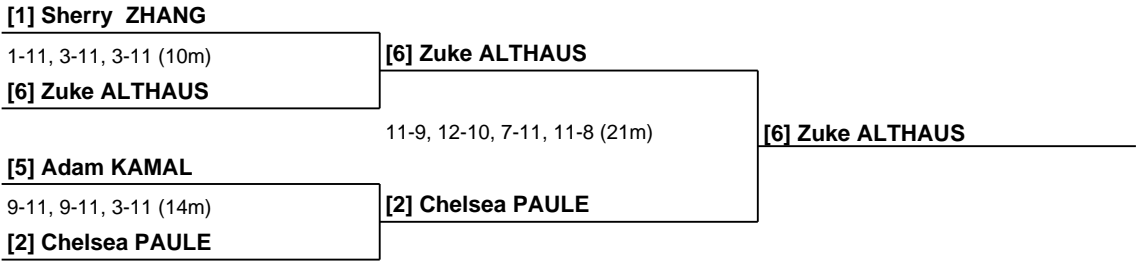 [1] Sherry  ZHANG
1-11, 3-11, 3-11 (10m)
[6] Zuke ALTHAUS
[6] Zuke ALTHAUS
11-9, 12-10, 7-11, 11-8 (21m)
[6] Zuke ALTHAUS
[5] Adam KAMAL
9-11, 9-11, 3-11 (14m)
[2] Chelsea PAULE
[2] Chelsea PAULE